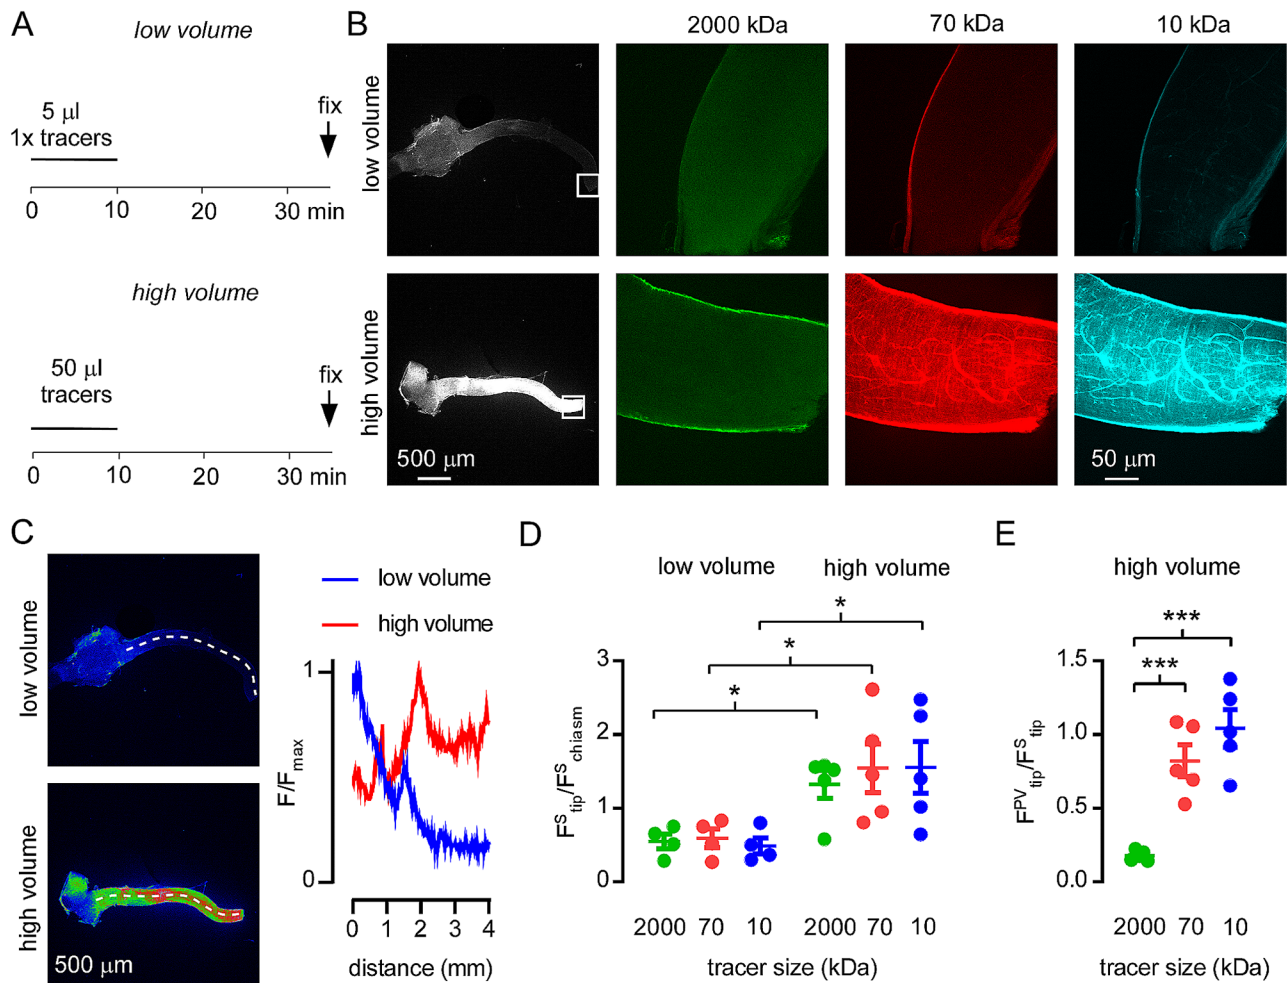 A
low volume
5 µl
1x tracers
fix
0 10 20 30 min
high volume
50 µl
tracers
fix
0 10 20 30 min
B
2000 kDa 70 kDa 10 kDa
low volume
high volume
500 µm
50 µm
C
low volume
high volume
500 µm
low volume
high volume
1
F/Fmax
0
0 1 2 3 4
distance (mm)
D
low volume high volume
*
*
*
3
2
1
0
F^S_tip/F^S_chiasm
2000 70 10 2000 70 10
tracer size (kDa)
E
high volume
***
***
1.5
1.0
0.5
0.0
F^PV_tip/F^S_tip
2000 70 10
tracer size (kDa)